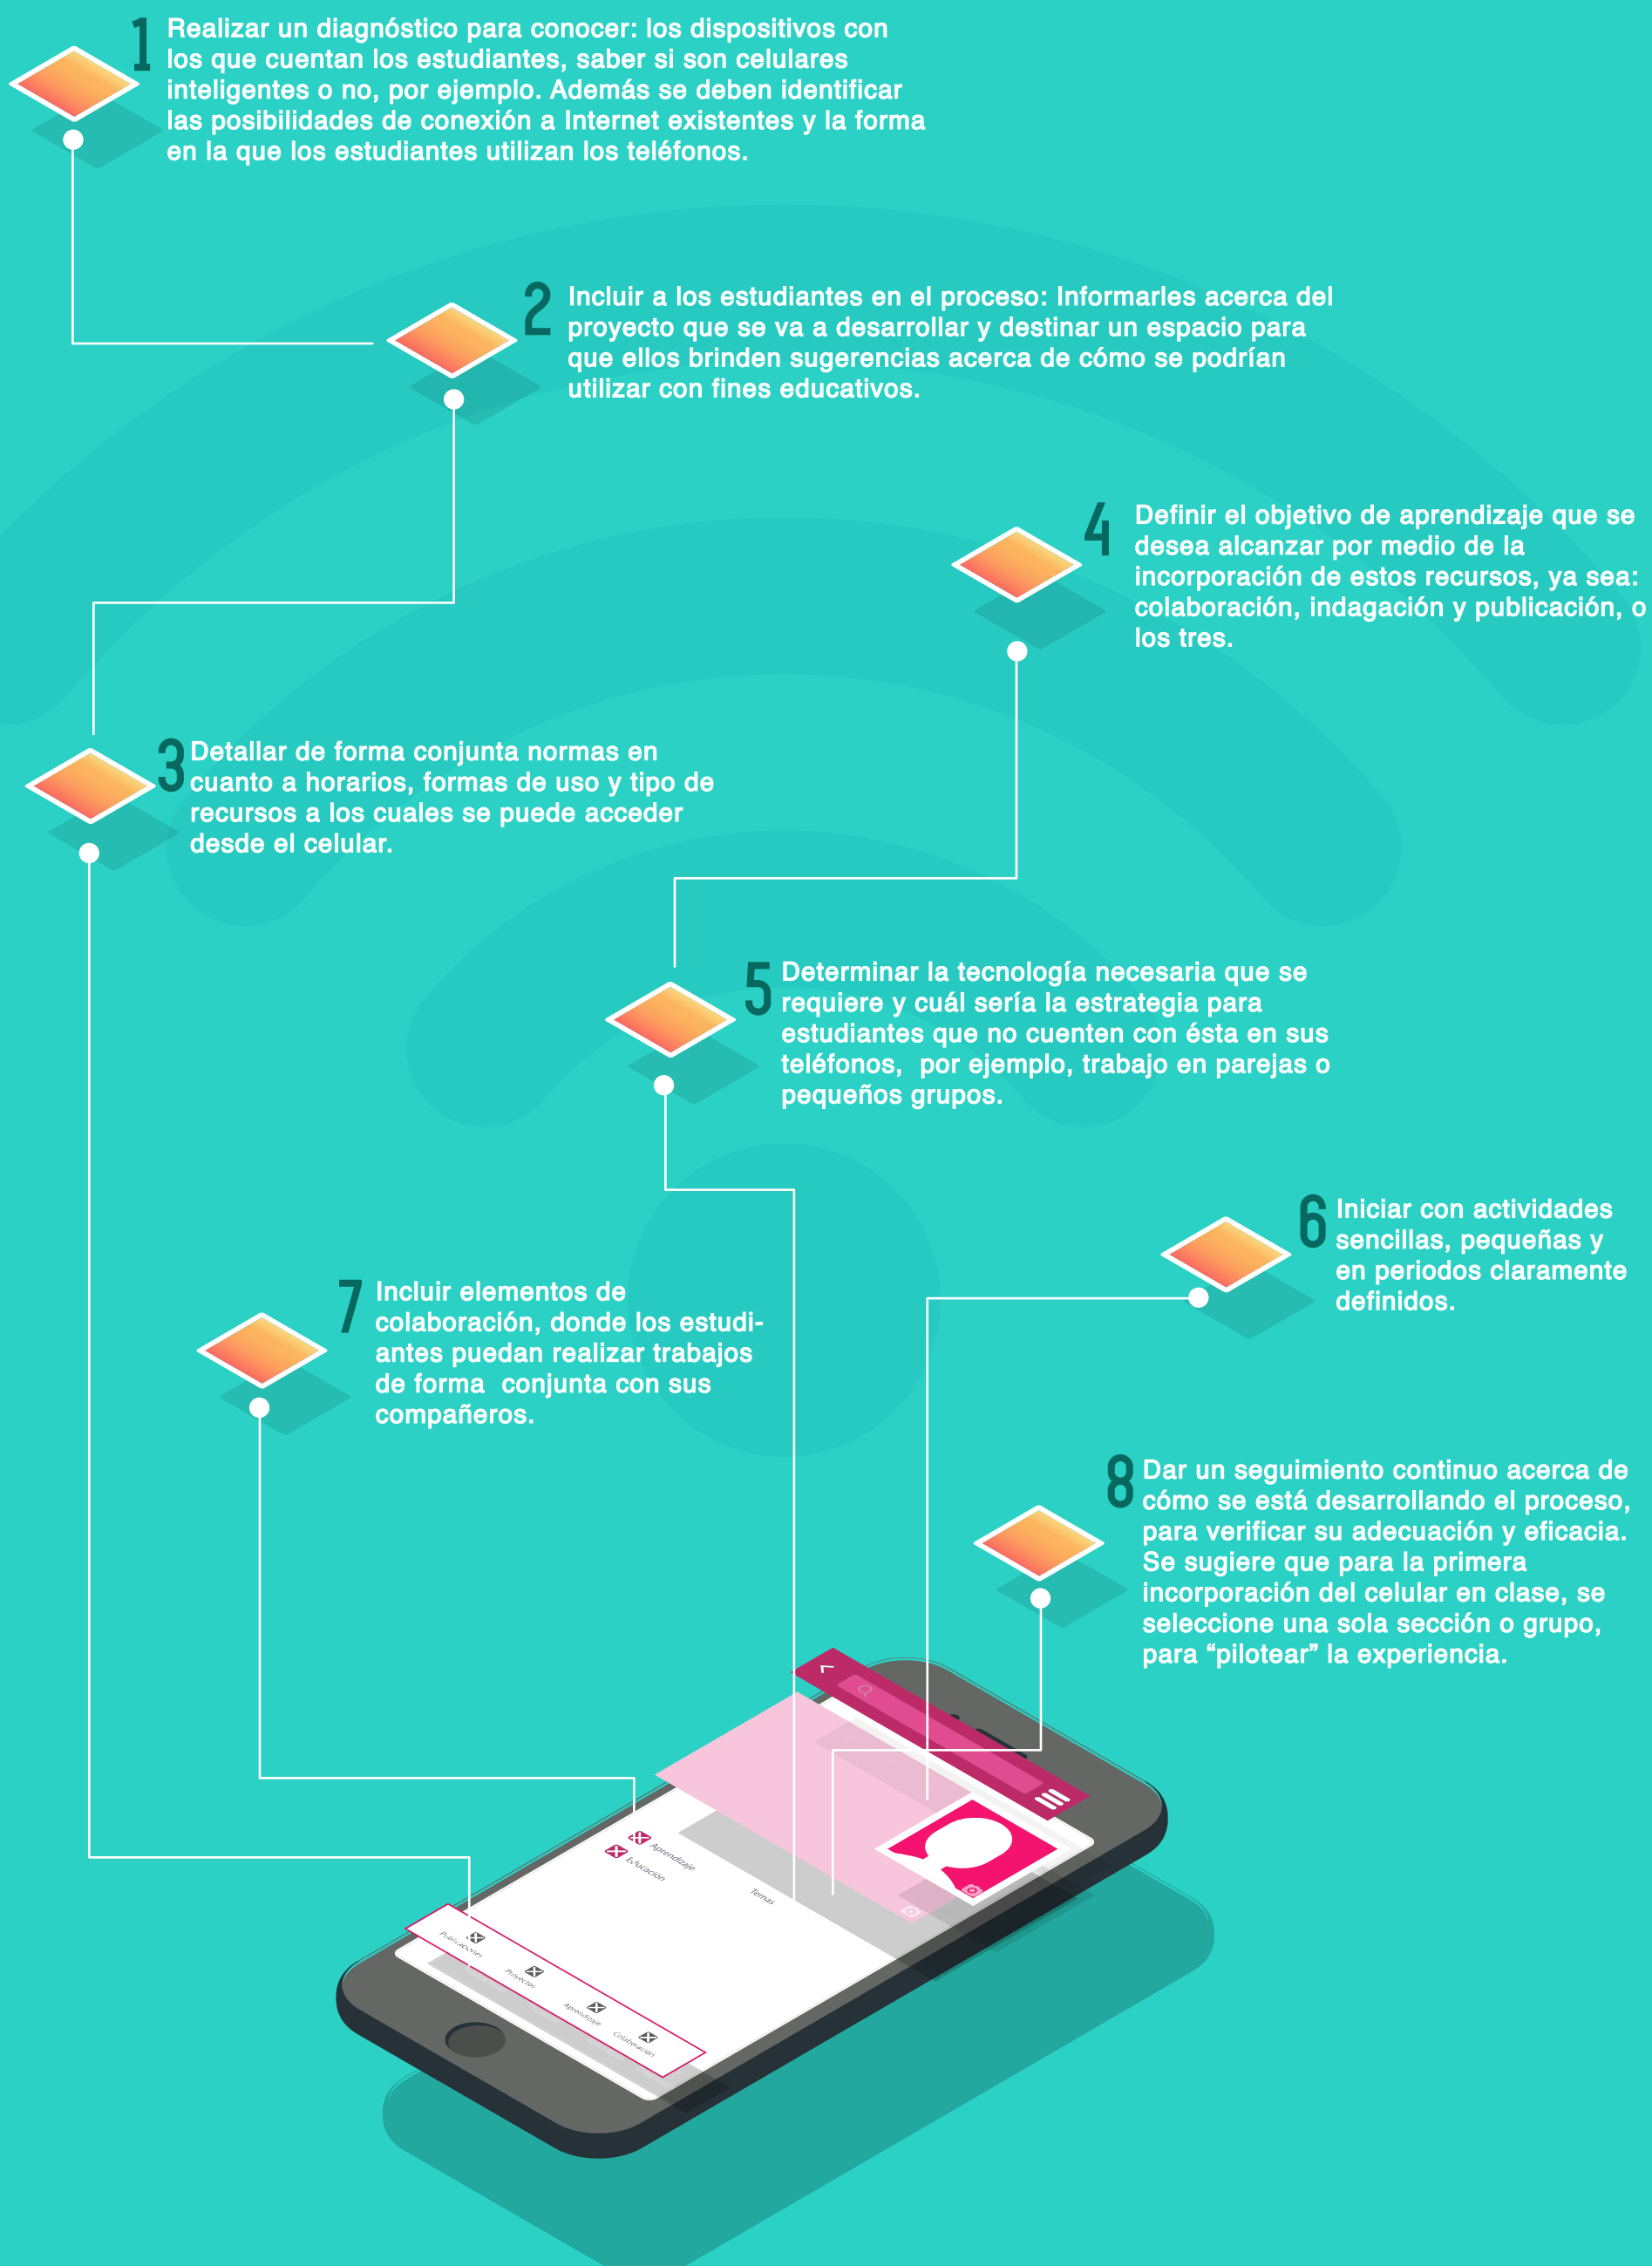 1
Realizar un diagnóstico para conocer: los dispositivos con
los que cuentan los estudiantes, saber si son celulares
inteligentes o no, por ejemplo. Además se deben identificar
las posibilidades de conexión a Internet existentes y la forma
en la que los estudiantes utilizan los teléfonos.
2
Incluir a los estudiantes en el proceso: Informarles acerca del
proyecto que se va a desarrollar y destinar un espacio para
que ellos brinden sugerencias acerca de cómo se podrían
utilizar con fines educativos.
3
Detallar de forma conjunta normas en
cuanto a horarios, formas de uso y tipo de
recursos a los cuales se puede acceder
desde el celular.
4
Definir el objetivo de aprendizaje que se
desea alcanzar por medio de la
incorporación de estos recursos, ya sea:
colaboración, indagación y publicación, o
los tres.
5
Determinar la tecnología necesaria que se
requiere y cuál sería la estrategia para
estudiantes que no cuenten con ésta en sus
teléfonos,  por ejemplo, trabajo en parejas o
pequeños grupos.
6
Iniciar con actividades
sencillas, pequeñas y
en periodos claramente
definidos.
7
Incluir elementos de
colaboración, donde los estudi-
antes puedan realizar trabajos
de forma  conjunta con sus
compañeros.
8
Dar un seguimiento continuo acerca de
cómo se está desarrollando el proceso,
para verificar su adecuación y eficacia.
Se sugiere que para la primera
incorporación del celular en clase, se
seleccione una sola sección o grupo,
para “pilotear” la experiencia.
Aprendizaje
Educación
Temas
Publicaciones
Proyectos
Aprendizaje
Colaboración